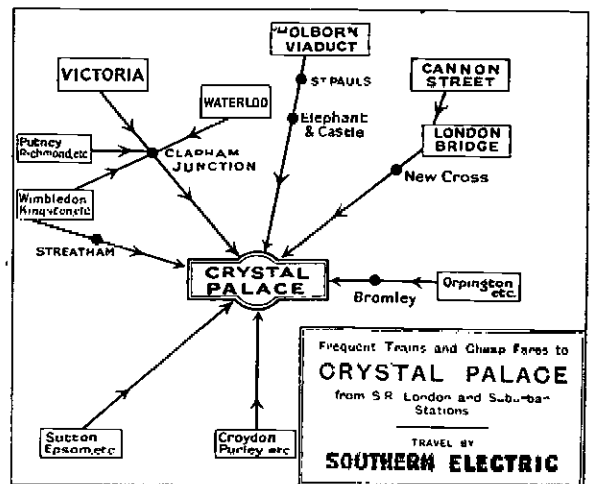 HOLBORN
VIADUCT
VICTORIA
ST PAULS
CANNON
STREET
WATERLOO
Elephant
& Castle
Putney
Richmond, etc
CLAPHAM
JUNCTION
LONDON
BRIDGE
New Cross
Wimbledon
Kingston, etc
STREATHAM
CRYSTAL
PALACE
Bromley
Orpington
etc.
Frequent Trains and Cheap Fares to
CRYSTAL PALACE
from S.R. London and Suburban
Stations
TRAVEL BY
SOUTHERN ELECTRIC
Sutton
Epsom, etc
Croydon
Purley etc